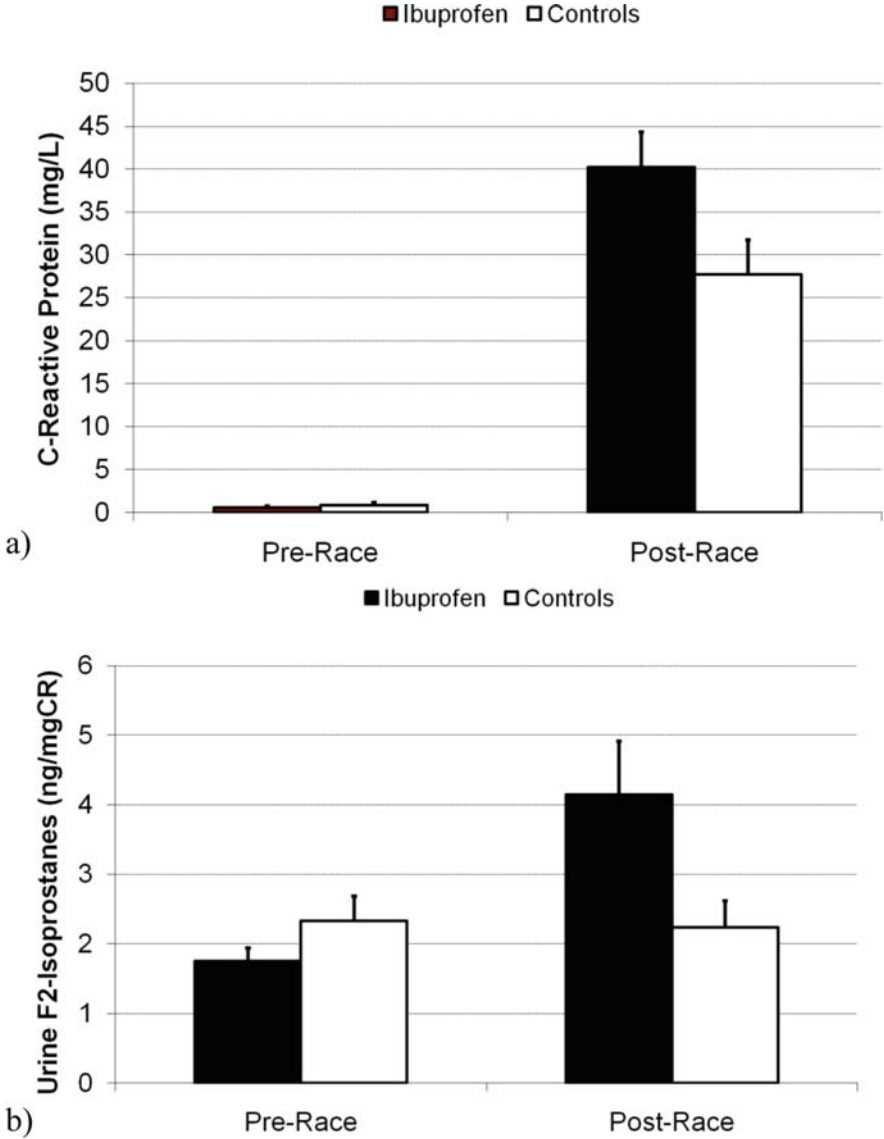 Ibuprofen Controls
C-Reactive Protein (mg/L)
50
45
40
35
30
25
20
15
10
5
0
Pre-Race Post-Race
a)
Ibuprofen Controls
Urine F2-Isoprostanes (ng/mgCR)
6
5
4
3
2
1
0
Pre-Race Post-Race
b)